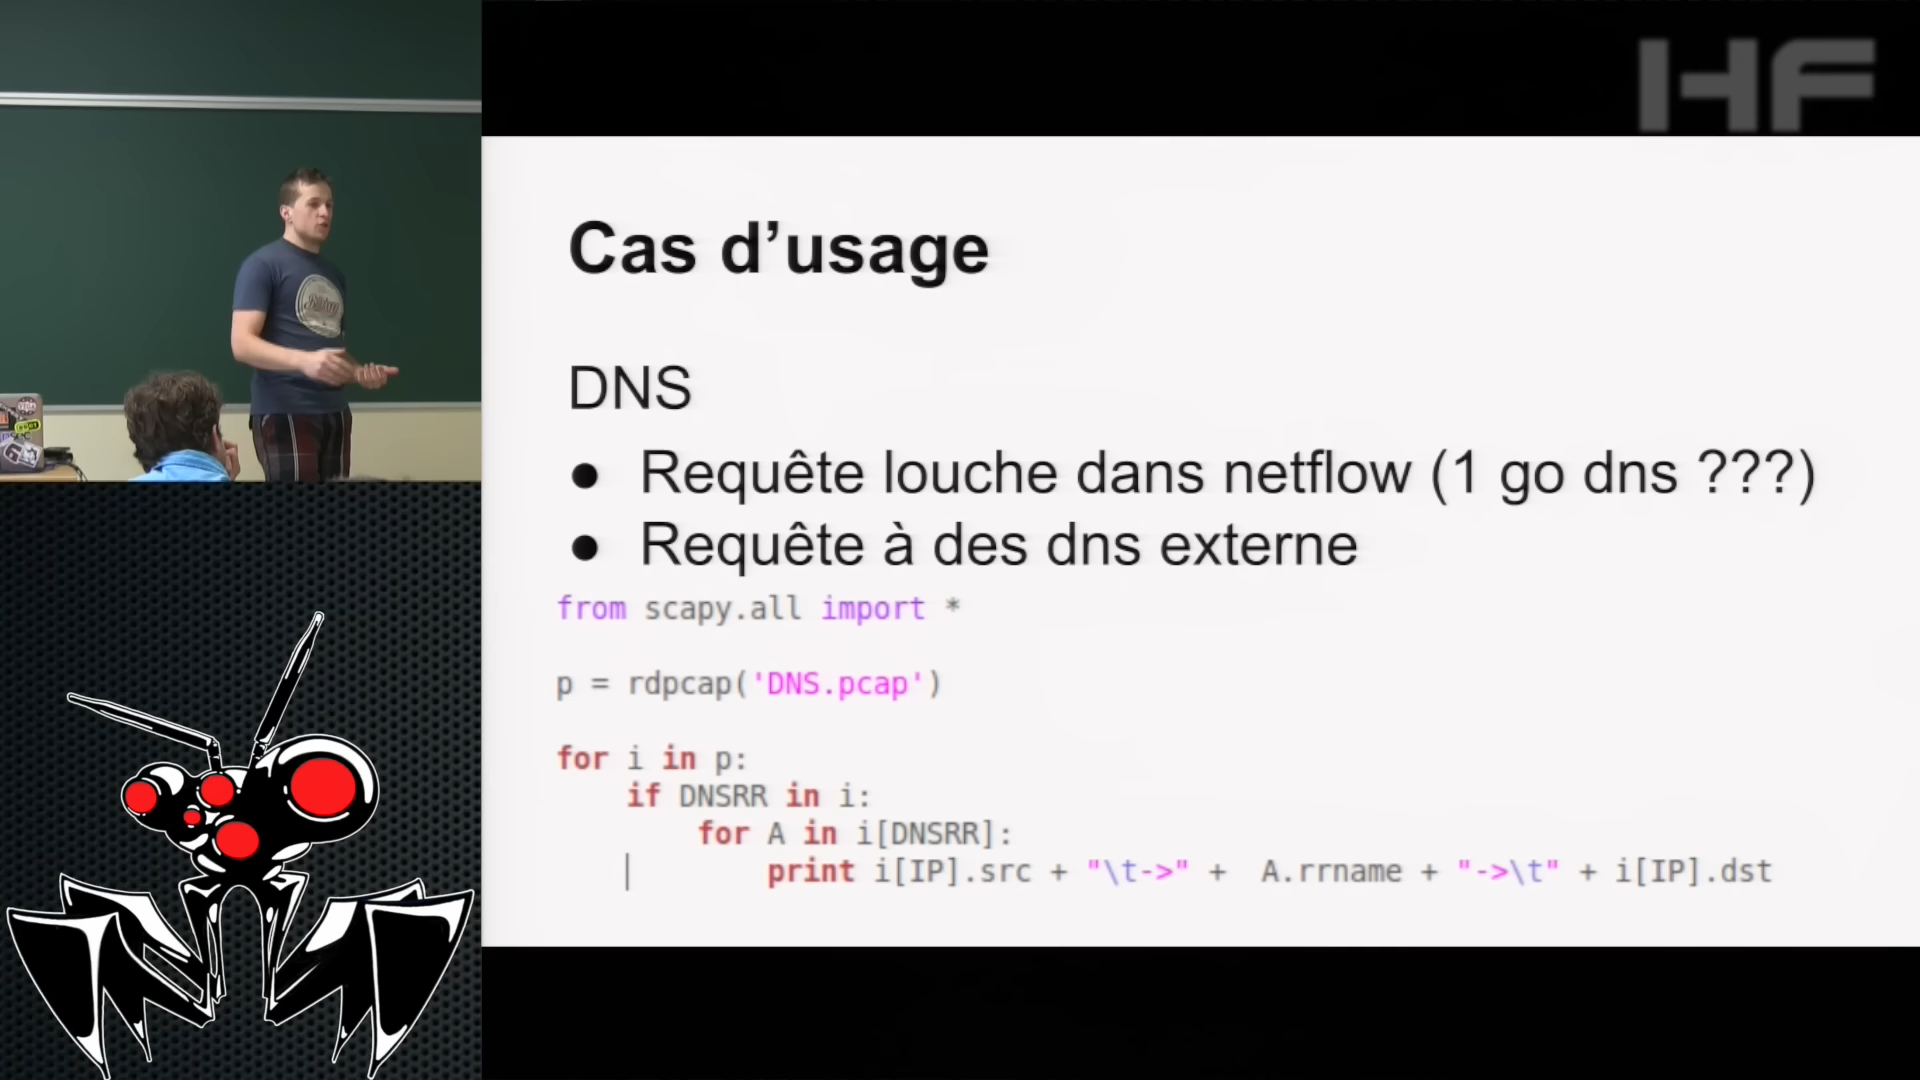 HF
Cas d’usage
DNS
● Requête louche dans netflow (1 go dns ???)
● Requête à des dns externe
from scapy.all import *
p = rdpcap('DNS.pcap')
for i in p:
    if DNSRR in i:
        for A in i[DNSRR]:
            print i[IP].src + "\t->" +  A.rrname + "->\t" + i[IP].dst